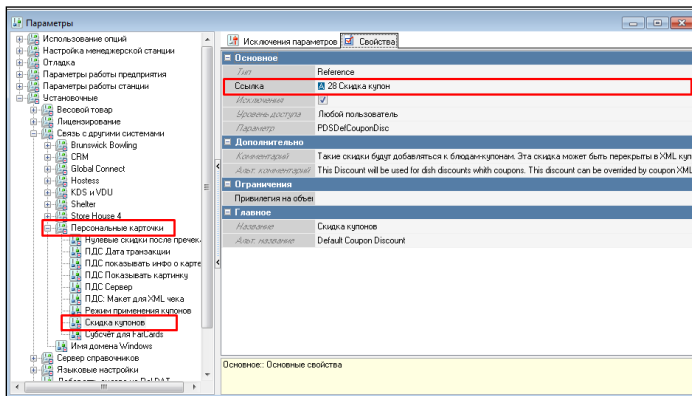 Параметры
Использование опций
Настройка менеджерской станции
Отладка
Параметры работы предприятия
Параметры работы станции
Установочные
Весовой товар
Лицензирование
Связь с другими системами
Brunswick Bowling
CRM
Global Connect
Hostess
KDS и VDU
Shelter
Store House 4
Персональные карточки
Нулевые скидки после пречек
ПДС Дата транзакции
ПДС показывать инфо о карте
ПДС Показывать картинку
ПДС Сервер
ПДС: Макет для XML чека
Режим применения купонов
Скидка купонов
Субсчёт для FarCards
Имя домена Windows
Сервер справочников
Языковые настройки
Исключения параметров Свойства
Основное
Тип Reference
Ссылка 28 Скидка купон
Исключения
Уровень доступа Любой пользователь
Параметр PDSDefCouponDisc
Дополнительно
Комментарий Такие скидки будут добавляться к блюдам-купонам. Эта скидка может быть перекрыты в XML куп
Альт. комментарий This Discount will be used for dish discounts whith coupons. This discount can be overrided by coupon XML
Ограничения
Привилегия на объек
Главное
Название Скидка купонов
Альт. название Default Coupon Discount
Основное:: Основные свойства